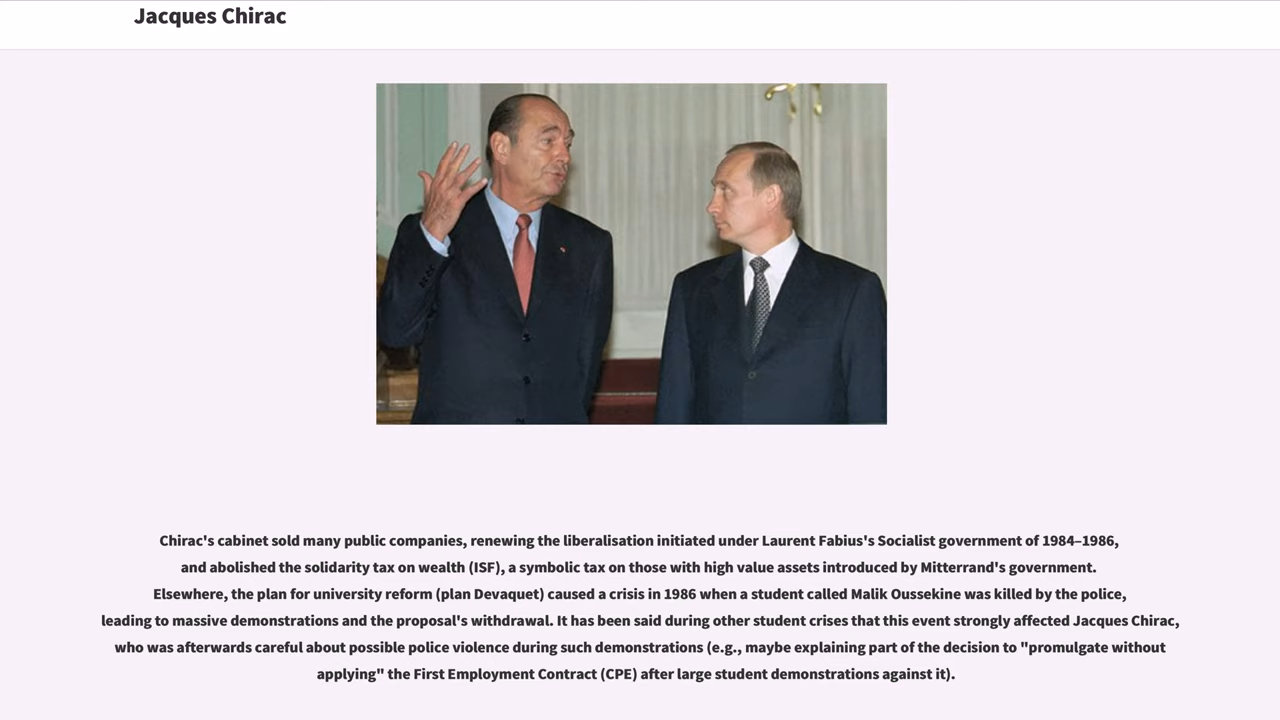 Jacques Chirac
Chirac's cabinet sold many public companies, renewing the liberalisation initiated under Laurent Fabius's Socialist government of 1984–1986,
and abolished the solidarity tax on wealth (ISF), a symbolic tax on those with high value assets introduced by Mitterrand's government.
Elsewhere, the plan for university reform (plan Devaquet) caused a crisis in 1986 when a student called Malik Oussekine was killed by the police,
leading to massive demonstrations and the proposal's withdrawal. It has been said during other student crises that this event strongly affected Jacques Chirac,
who was afterwards careful about possible police violence during such demonstrations (e.g., maybe explaining part of the decision to "promulgate without
applying" the First Employment Contract (CPE) after large student demonstrations against it).